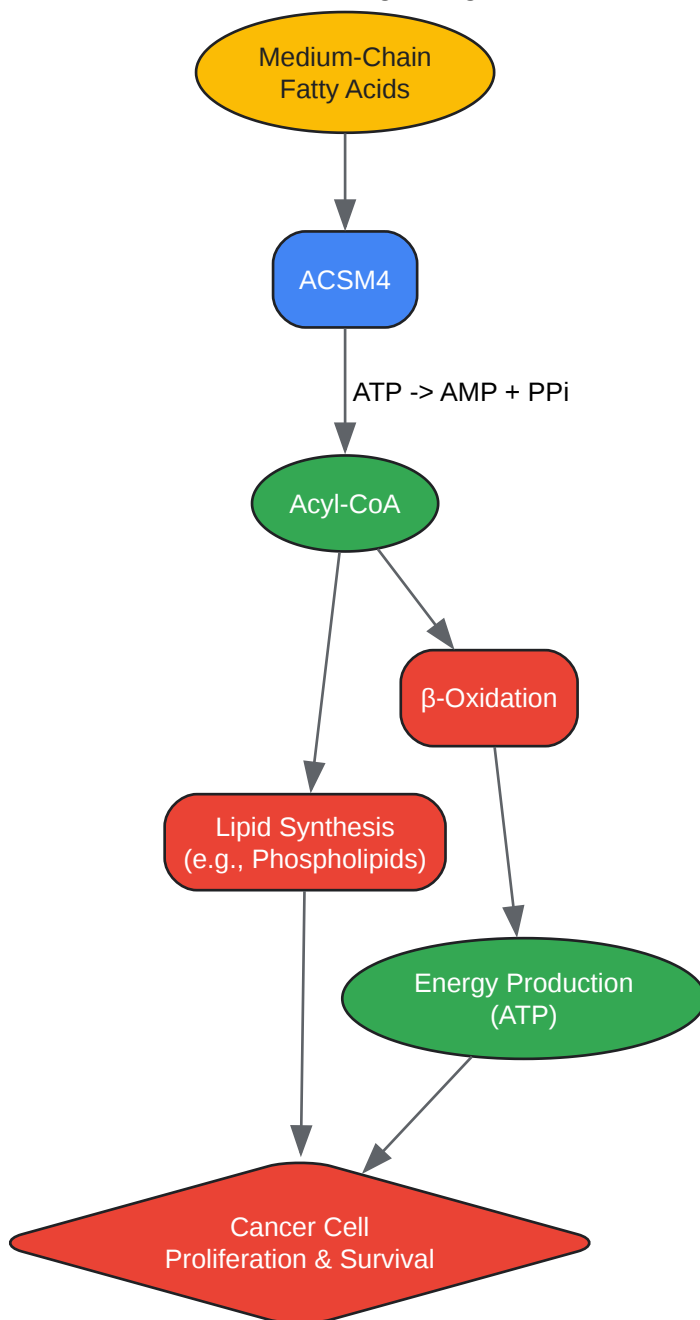 Medium-Chain
Fatty Acids
ACSM4
ATP -> AMP + PPi
Acyl-CoA
β-Oxidation
Lipid Synthesis
(e.g., Phospholipids)
Energy Production
(ATP)
Cancer Cell
Proliferation & Survival